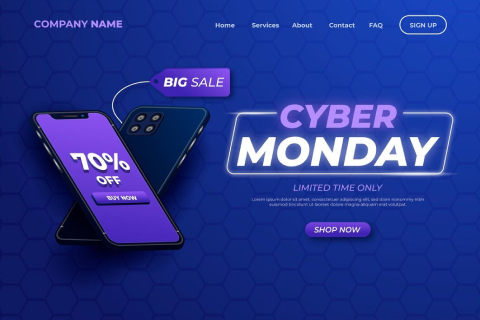 COMPANY NAME
Home Services About Contact FAQ SIGN UP
BIG SALE
70%
OFF
BUY NOW
CYBER
MONDAY
LIMITED TIME ONLY
Lorem ipsum dolor sit amet, consectetuer adipiscing elit, sed diam nonummy
euismod tincidunt ut laoreet dolore magna aliquam erat volutpat.
SHOP NOW